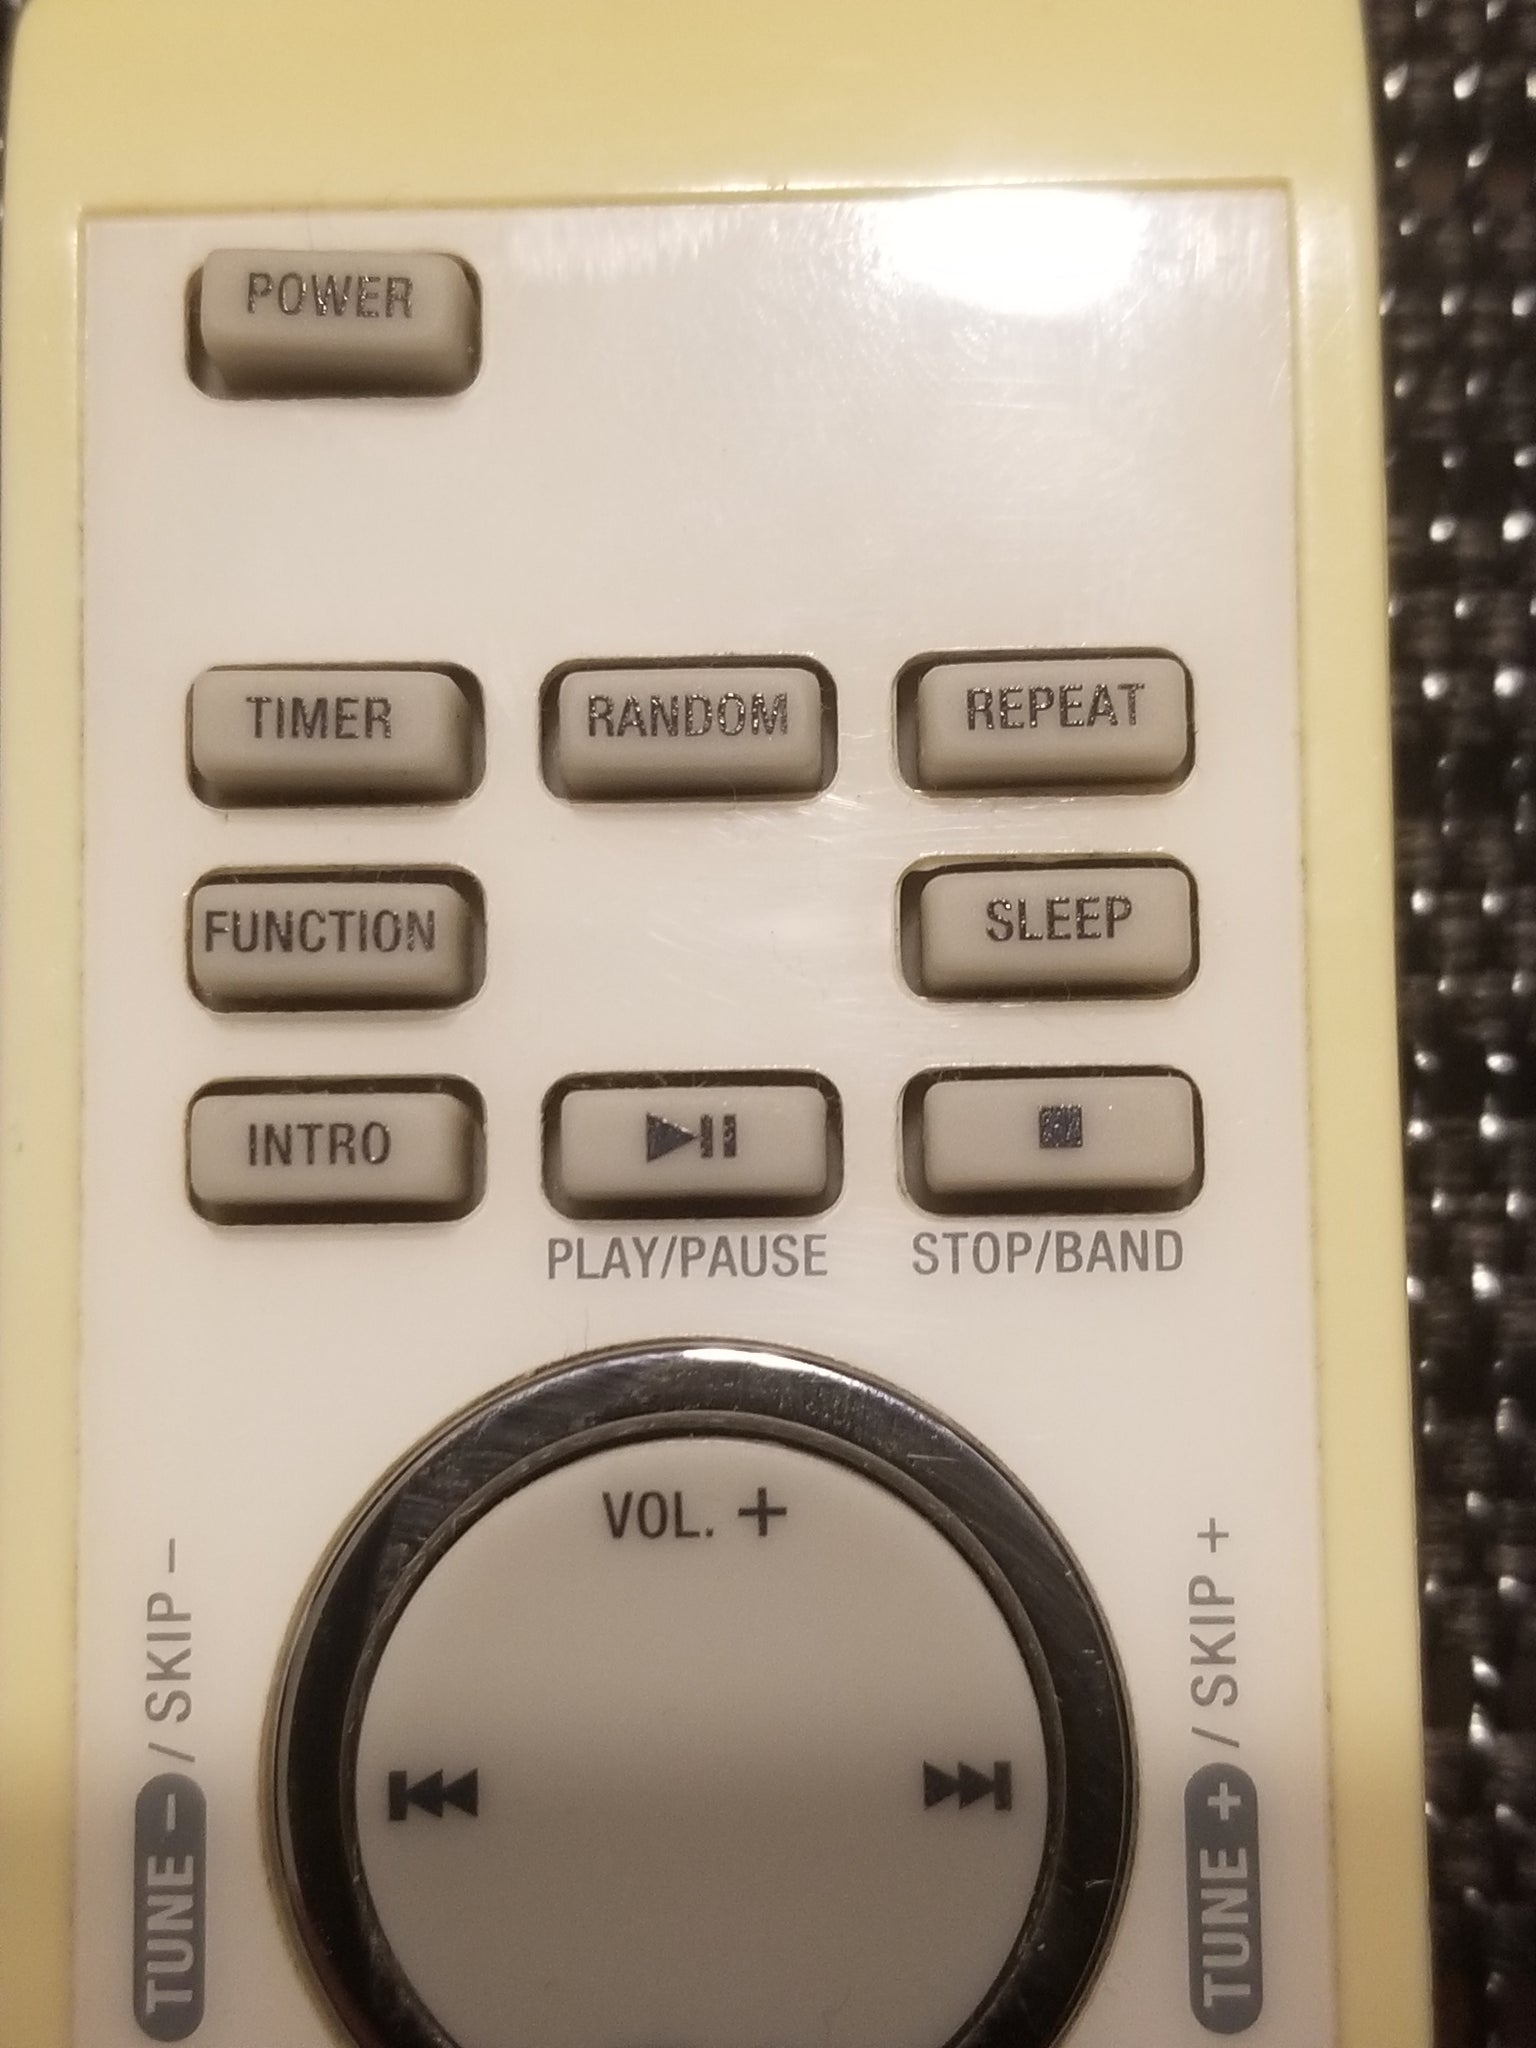 POWER
TIMER RANDOM REPEAT
FUNCTION SLEEP
INTRO
PLAY/PAUSE STOP/BAND
VOL. +
TUNE – / SKIP –
TUNE + / SKIP +